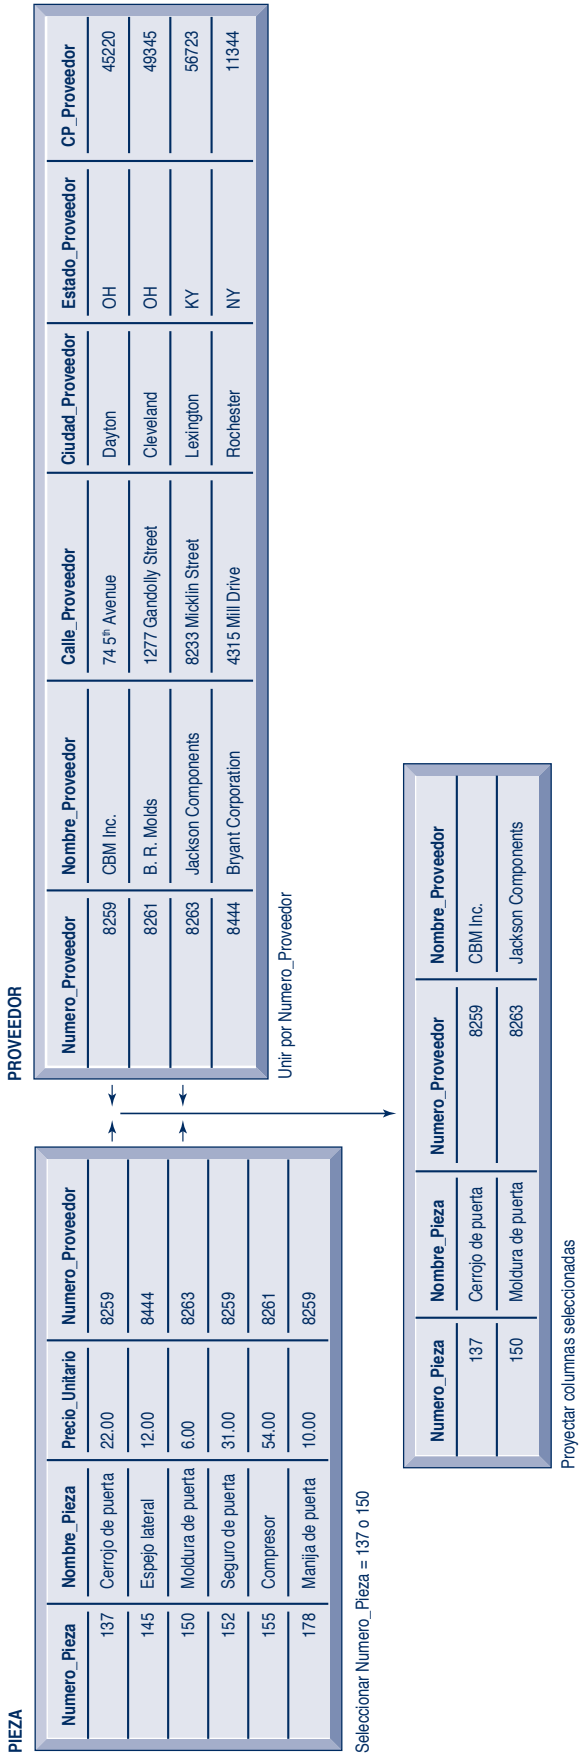 PIEZA
Numero_Pieza Nombre_Pieza Precio_Unitario Numero_Proveedor
137 Cerrojo de puerta 22.00 8259
145 Espejo lateral 12.00 8444
150 Moldura de puerta 6.00 8263
152 Seguro de puerta 31.00 8259
155 Compresor 54.00 8261
178 Manija de puerta 10.00 8259
Seleccionar Numero_Pieza = 137 o 150
PROVEEDOR
Numero_Proveedor Nombre_Proveedor Calle_Proveedor Ciudad_Proveedor Estado_Proveedor CP_Proveedor
8259 CBM Inc. 74 5th Avenue Dayton OH 45220
8261 B. R. Molds 1277 Gandolly Street Cleveland OH 49345
8263 Jackson Components 8233 Micklin Street Lexington KY 56723
8444 Bryant Corporation 4315 Mill Drive Rochester NY 11344
Unir por Numero_Proveedor
Numero_Pieza Nombre_Pieza Numero_Proveedor Nombre_Proveedor
137 Cerrojo de puerta 8259 CBM Inc.
150 Moldura de puerta 8263 Jackson Components
Proyectar columnas seleccionadas